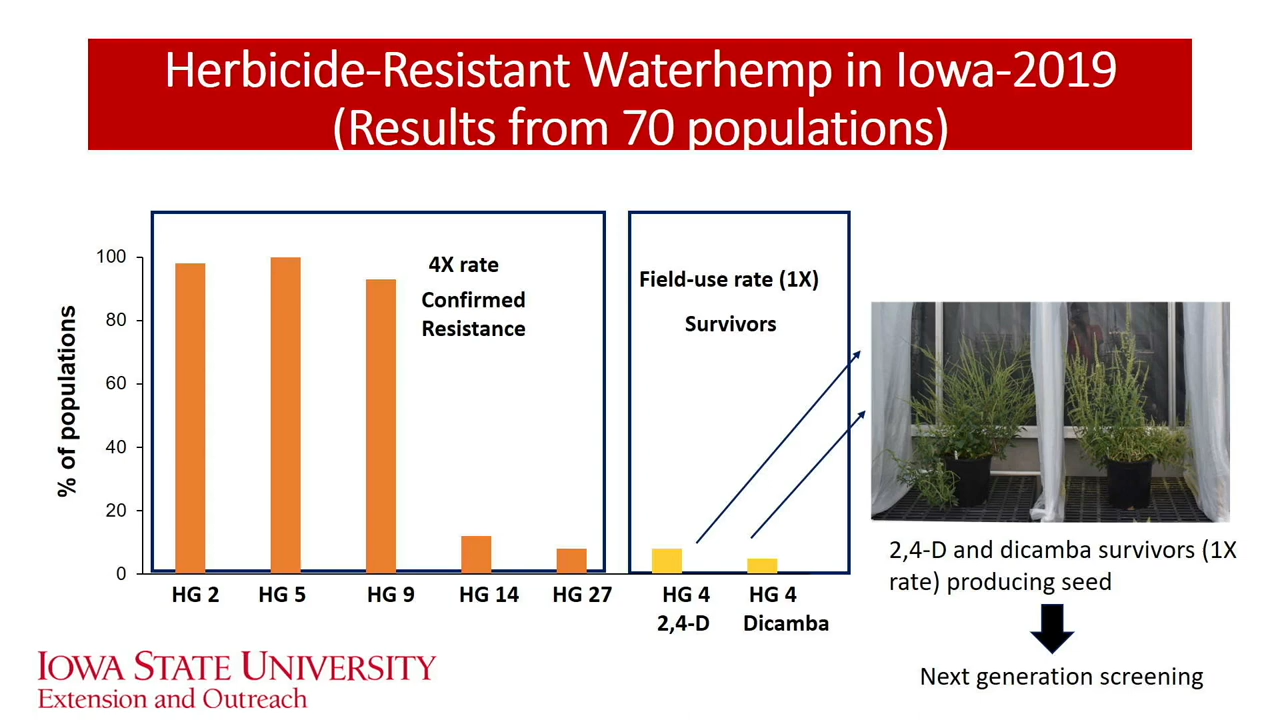 Herbicide-Resistant Waterhemp in Iowa-2019
(Results from 70 populations)
% of populations
100
80
60
40
20
0
4X rate
Confirmed
Resistance
HG 2
HG 5
HG 9
HG 14
HG 27
Field-use rate (1X)
Survivors
HG 4
2,4-D
HG 4
Dicamba
2,4-D and dicamba survivors (1X
rate) producing seed
Next generation screening
IOWA STATE UNIVERSITY
Extension and Outreach